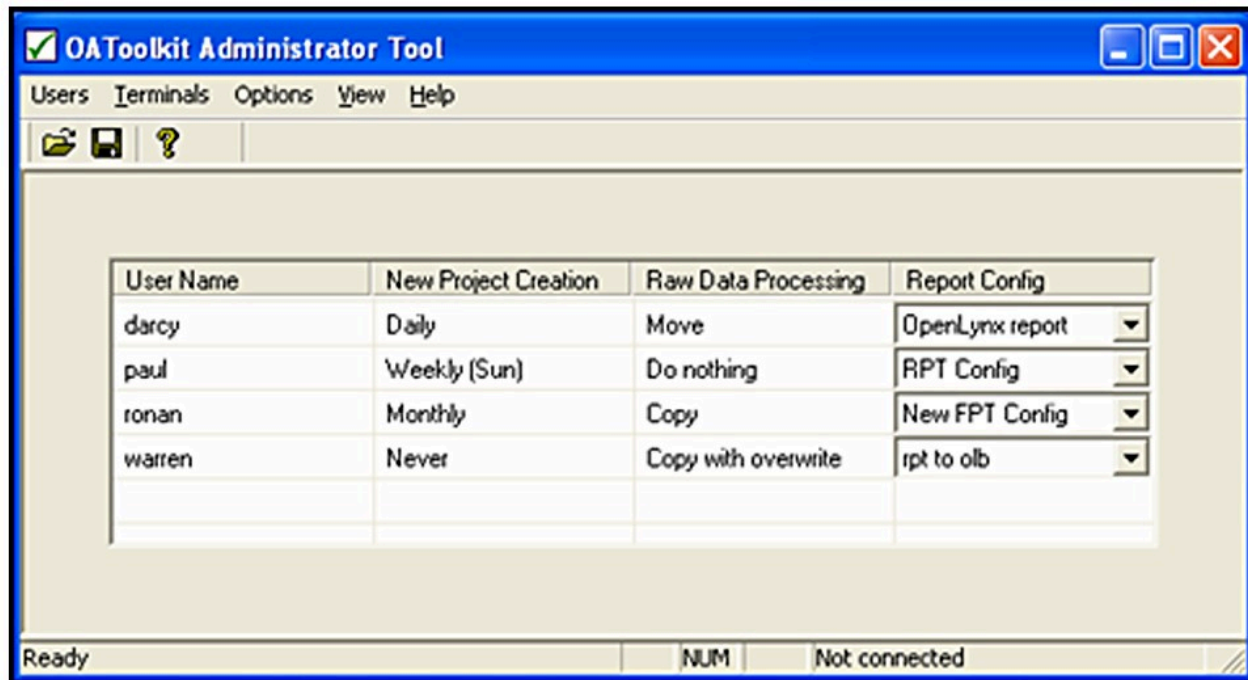 OAToolkit Administrator Tool
Users Terminals Options View Help
User Name New Project Creation Raw Data Processing Report Config
darcy Daily Move OpenLynx report
paul Weekly (Sun) Do nothing RPT Config
ronan Monthly Copy New FPT Config
warren Never Copy with overwrite rpt to olb
Ready NUM Not connected